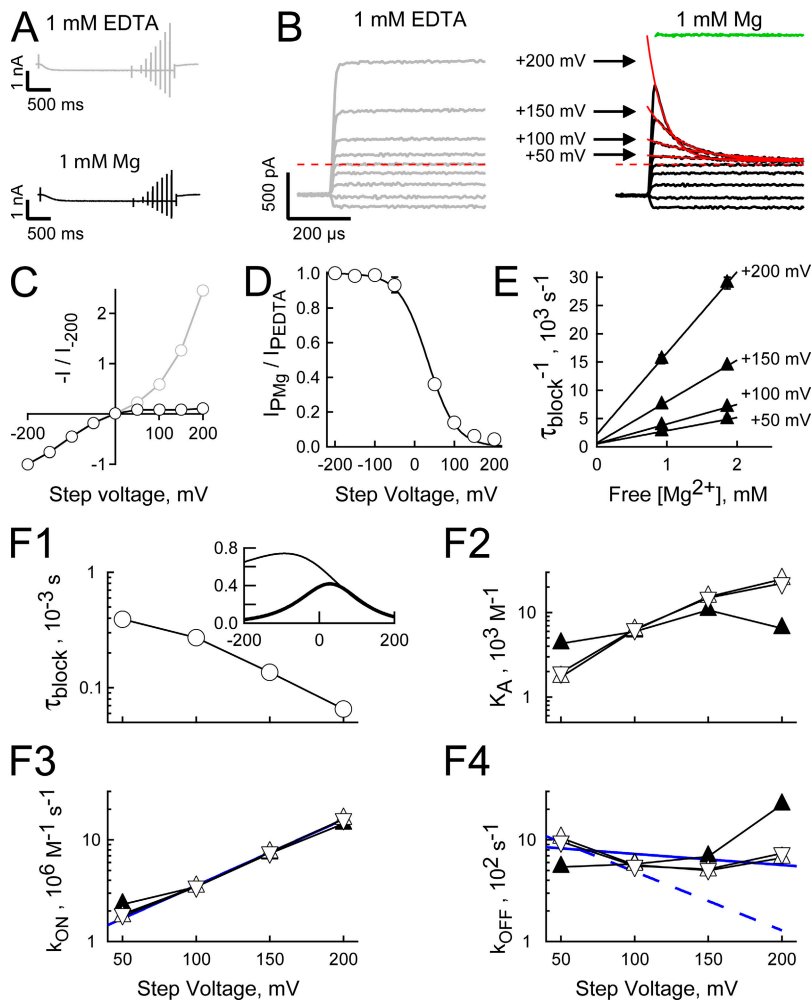 A
1 mM EDTA
1 nA
500 ms
1 mM Mg
1 nA
500 ms
B
1 mM EDTA
1 mM Mg
+200 mV
+150 mV
+100 mV
+50 mV
500 pA
200 µs
C
-I / I-200
2
1
-1
-200
100
200
Step voltage, mV
D
IPMg / IPEDTA
1.0
0.8
0.6
0.4
0.2
0.0
-200
-100
0
100
200
Step Voltage, mV
E
τblock-1, 103 s-1
30
25
20
15
10
5
0
0
1
2
+200 mV
+150 mV
+100 mV
+50 mV
Free [Mg2+], mM
F1
τblock, 10-3 s
1
0.1
0.8
0.4
0.0
-200
0
200
F2
KA, 103 M-1
10
1
F3
kON, 106 M-1 s-1
10
1
50
100
150
200
Step Voltage, mV
F4
kOFF, 102 s-1
10
1
50
100
150
200
Step Voltage, mV